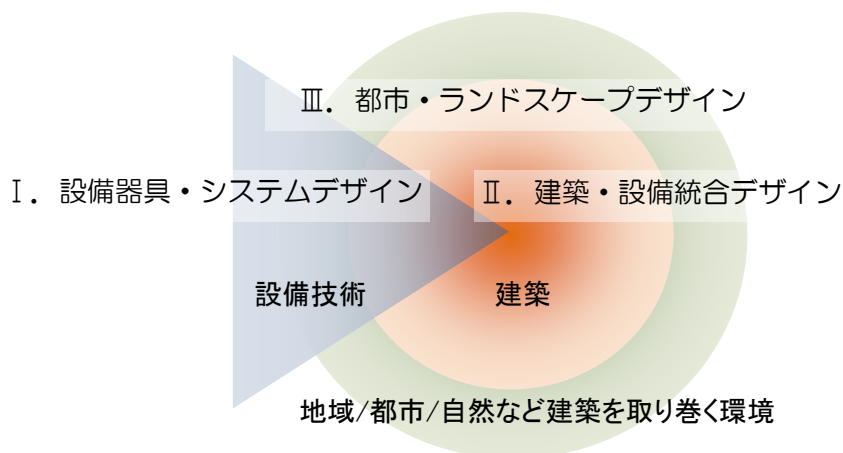 Ⅲ．都市・ランドスケープデザイン
Ⅰ．設備器具・システムデザイン
Ⅱ．建築・設備統合デザイン
設備技術
建築
地域/都市/自然など建築を取り巻く環境